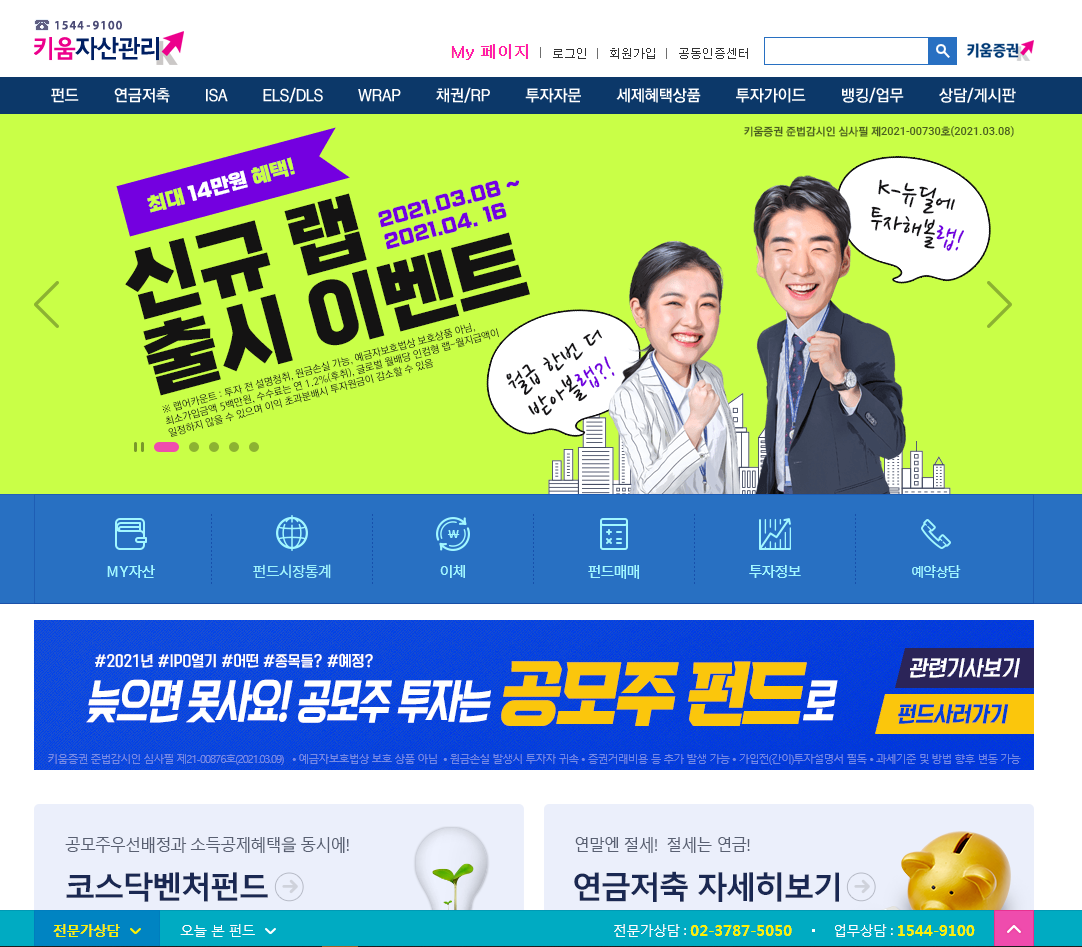 1544-9100
키움자산관리
My 페이지 | 로그인 | 회원가입 | 공동인증센터
키움증권
펀드 연금저축 ISA ELS/DLS WRAP 채권/RP 투자자문 세제혜택상품 투자가이드 뱅킹/업무 상담/게시판
키움증권 준법감시인 심사필 제2021-00730호(2021.03.08)
최대 14만원 혜택!
신규 랩
출시 이벤트
2021.03.08 ~
2021.04. 16
※ 랩어카운트 : 투자 전 설명청취, 원금손실 가능, 예금자보호법상 보호상품 아님,
최소가입금액 5백만원, 수수료는 연 1.2%(후취), 글로벌 월배당 인컴형 랩-월지급액이
일정하지 않을 수 있으며 이익 초과분배시 투자원금이 감소할 수 있음
월급 한번 더
받아볼랩?!
K-뉴딜에
투자해볼랩!
MY자산
펀드시장통계
이체
펀드매매
투자정보
예약상담
#2021년 #IPO열기 #어떤 #종목들? #예정?
늦으면 못사요! 공모주 투자는 공모주 펀드로
관련기사보기
펀드사러가기
키움증권 준법감시인 심사필 제21-00876호(2021.03.09) • 예금자보호법상 보호 상품 아님 • 원금손실 발생시 투자자 귀속 • 증권거래비용 등 추가 발생 가능 • 가입전(간이)투자설명서 필독 • 과세기준 및 방법 향후 변동 가능
공모주우선배정과 소득공제혜택을 동시에!
코스닥벤처펀드
연말엔 절세! 절세는 연금!
연금저축 자세히보기
전문가상담
오늘 본 펀드
전문가상담 : 02-3787-5050 • 업무상담 : 1544-9100